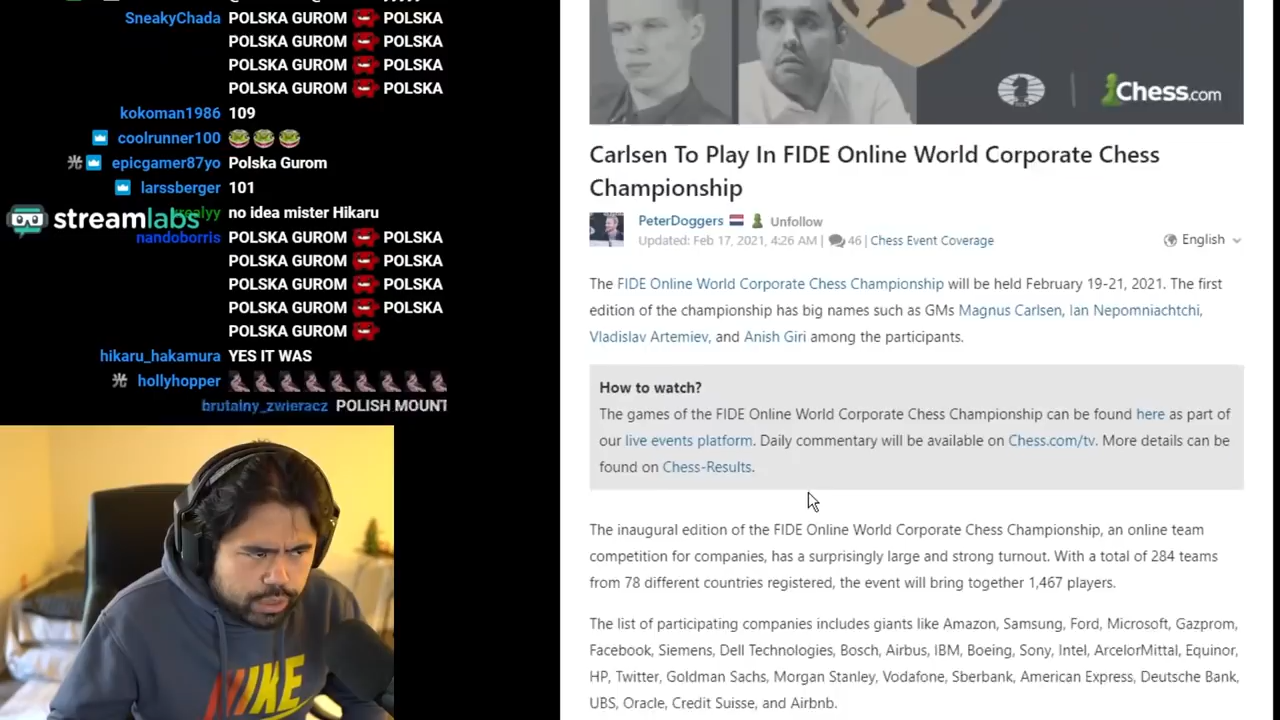 SneakyChada POLSKA GUROM POLSKA
POLSKA GUROM POLSKA
POLSKA GUROM POLSKA
POLSKA GUROM POLSKA
kokoman1986 109
coolrunner100
光 epicgamer87yo Polska Gurom
larssberger 101
no idea mister Hikaru
streamlabs
nandoborris POLSKA GUROM POLSKA
POLSKA GUROM POLSKA
POLSKA GUROM POLSKA
POLSKA GUROM POLSKA
POLSKA GUROM
hikaru_hakamura YES IT WAS
光 hollyhopper
brutalny_zwieracz POLISH MOUNT
NIKE
Chess.com
Carlsen To Play In FIDE Online World Corporate Chess
Championship
PeterDoggers Unfollow
Updated: Feb 17, 2021, 4:26 AM | 46 | Chess Event Coverage
English
The FIDE Online World Corporate Chess Championship will be held February 19-21, 2021. The first
edition of the championship has big names such as GMs Magnus Carlsen, Ian Nepomniachtchi,
Vladislav Artemiev, and Anish Giri among the participants.
How to watch?
The games of the FIDE Online World Corporate Chess Championship can be found here as part of
our live events platform. Daily commentary will be available on Chess.com/tv. More details can be
found on Chess-Results.
The inaugural edition of the FIDE Online World Corporate Chess Championship, an online team
competition for companies, has a surprisingly large and strong turnout. With a total of 284 teams
from 78 different countries registered, the event will bring together 1,467 players.
The list of participating companies includes giants like Amazon, Samsung, Ford, Microsoft, Gazprom,
Facebook, Siemens, Dell Technologies, Bosch, Airbus, IBM, Boeing, Sony, Intel, ArcelorMittal, Equinor,
HP, Twitter, Goldman Sachs, Morgan Stanley, Vodafone, Sberbank, American Express, Deutsche Bank,
UBS, Oracle, Credit Suisse, and Airbnb.